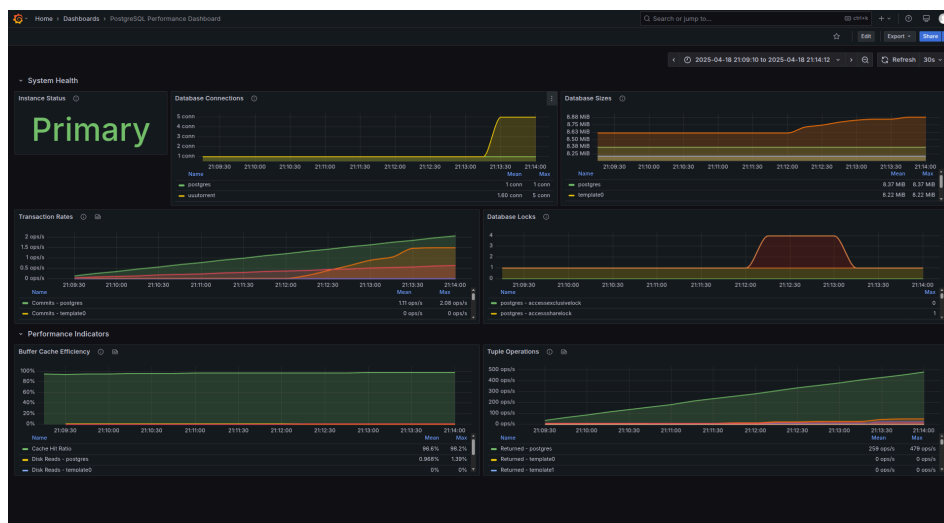 Home › Dashboards › PostgreSQL Performance Dashboard
Search or jump to...
ctrl+k
Edit
Export
Share
2025-04-18 21:09:10 to 2025-04-18 21:14:12
Refresh 30s
System Health
Instance Status
Primary
Database Connections
5 conn
4 conn
3 conn
2 conn
1 conn
21:09:30 21:10:00 21:10:30 21:11:00 21:11:30 21:12:00 21:12:30 21:13:00 21:13:30 21:14:00
Name Mean Max
postgres 1 conn 1 conn
uuutorrent 1.60 conn 5 conn
Database Sizes
8.88 MiB
8.75 MiB
8.63 MiB
8.50 MiB
8.38 MiB
8.25 MiB
21:09:30 21:10:00 21:10:30 21:11:00 21:11:30 21:12:00 21:12:30 21:13:00 21:13:30 21:14:00
Name Mean Max
postgres 8.37 MiB 8.37 MiB
template0 8.22 MiB 8.22 MiB
Transaction Rates
2 ops/s
1.5 ops/s
1 ops/s
0.5 ops/s
0 ops/s
21:09:30 21:10:00 21:10:30 21:11:00 21:11:30 21:12:00 21:12:30 21:13:00 21:13:30 21:14:00
Name Mean Max
Commits - postgres 1.11 ops/s 2.08 ops/s
Commits - template0 0 ops/s 0 ops/s
Database Locks
4
3
2
1
0
21:09:30 21:10:00 21:10:30 21:11:00 21:11:30 21:12:00 21:12:30 21:13:00 21:13:30 21:14:00
Name Max
postgres - accessexclusivelock 0
postgres - accesssharelock 1
Performance Indicators
Buffer Cache Efficiency
100%
80%
60%
40%
20%
0%
21:09:30 21:10:00 21:10:30 21:11:00 21:11:30 21:12:00 21:12:30 21:13:00 21:13:30 21:14:00
Name Mean Max
Cache Hit Ratio 96.6% 98.2%
Disk Reads - postgres 0.968% 1.39%
Disk Reads - template0 0% 0%
Tuple Operations
500 ops/s
400 ops/s
300 ops/s
200 ops/s
100 ops/s
0 ops/s
21:09:30 21:10:00 21:10:30 21:11:00 21:11:30 21:12:00 21:12:30 21:13:00 21:13:30 21:14:00
Name Mean Max
Returned - postgres 259 ops/s 479 ops/s
Returned - template0 0 ops/s 0 ops/s
Returned - template1 0 ops/s 0 ops/s